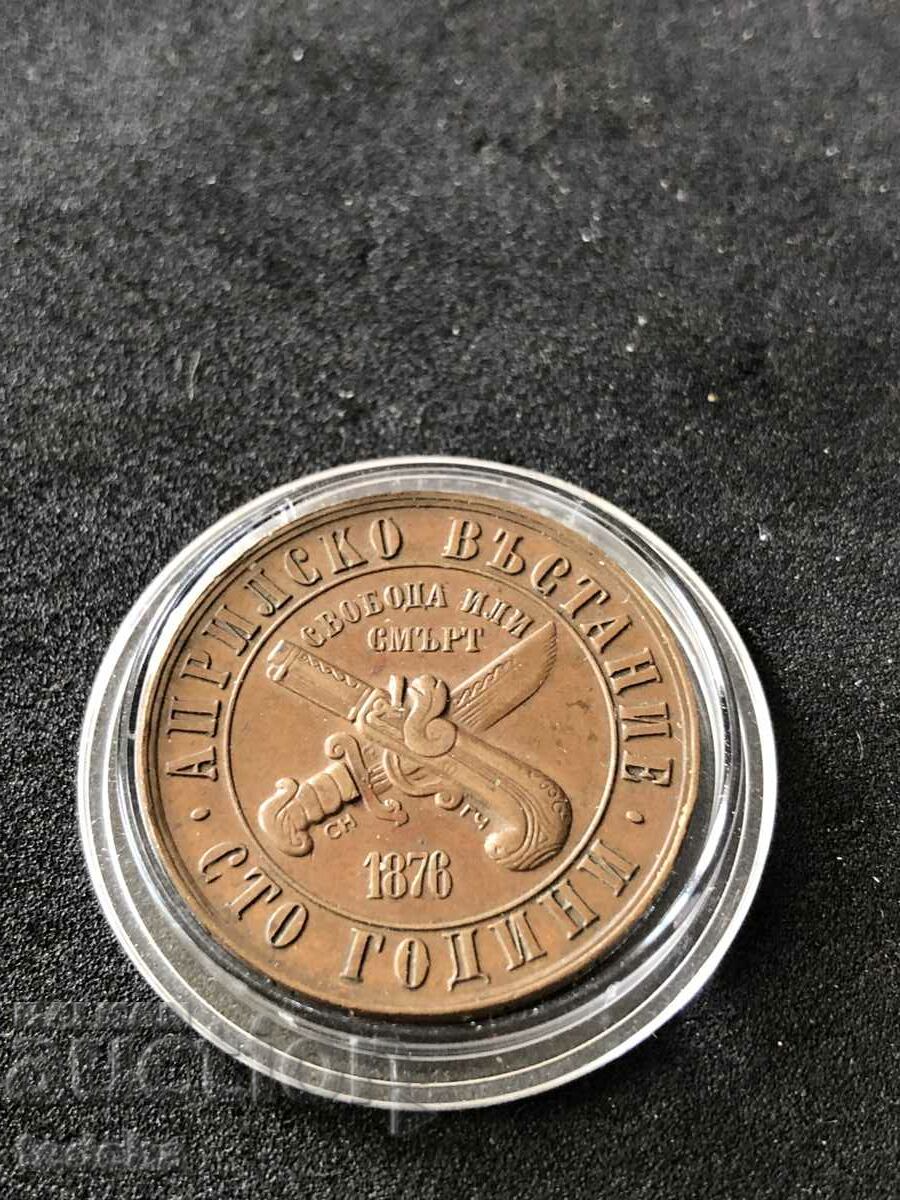 АПРИЛСКО ВЪСТАНИЕ
· СТО ГОДИНИ ·
СВОБОДА ИЛИ
СМЪРТ
СН
ГЧ
1876